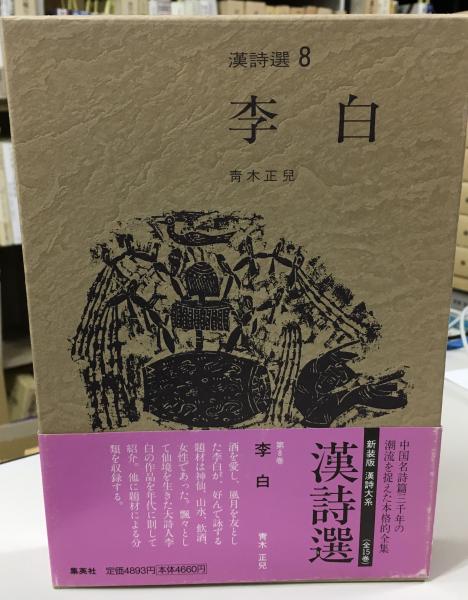 漢詩選 8
李白
青木正兒
中国名詩篇三千年の
潮流を捉えた本格的全集
新装版 漢詩大系
〈全15巻〉
漢詩選
第8巻
李白
青木正兒
酒を愛し、風月を友とし
た李白が、好んで詠ずる
題材は神仙、山水、飲酒、
女性であった。飄々とし
て仙境を生きた大詩人李
白の作品を年代に則して
紹介。他に題材による分
類を収録する。
集英社
定価4893円 本体4660円